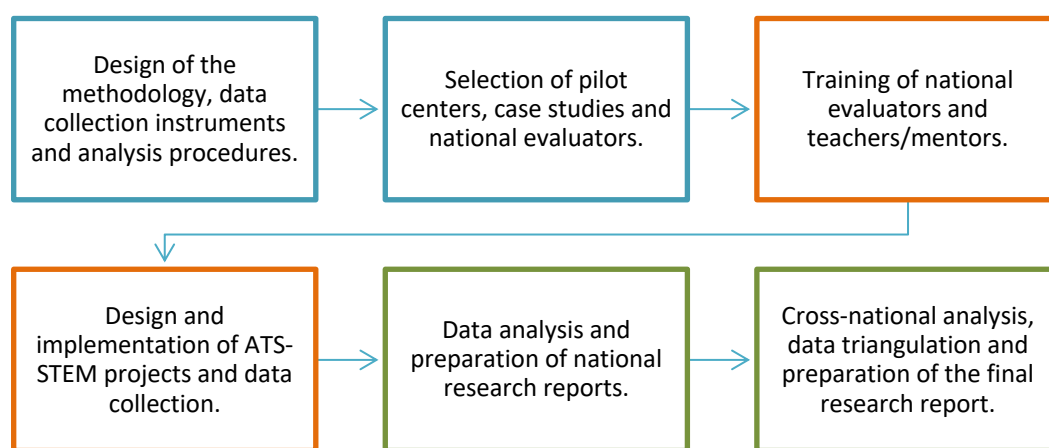 Design of the
methodology, data
collection instruments
and analysis procedures.
Selection of pilot
centers, case studies and
national evaluators.
Training of national
evaluators and
teachers/mentors.
Design and
implementation of ATS-
STEM projects and data
collection.
Data analysis and
preparation of national
research reports.
Cross-national analysis,
data triangulation and
preparation of the final
research report.